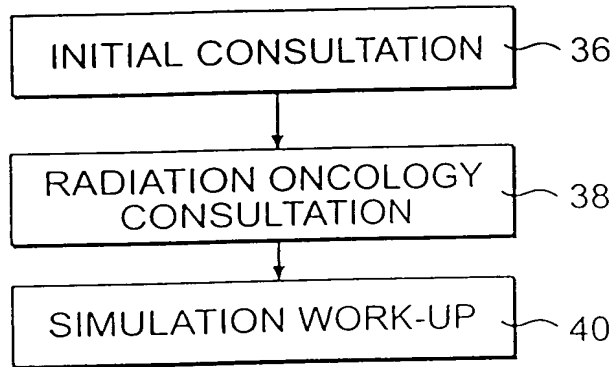 INITIAL CONSULTATION 36
RADIATION ONCOLOGY
CONSULTATION 38
SIMULATION WORK-UP 40